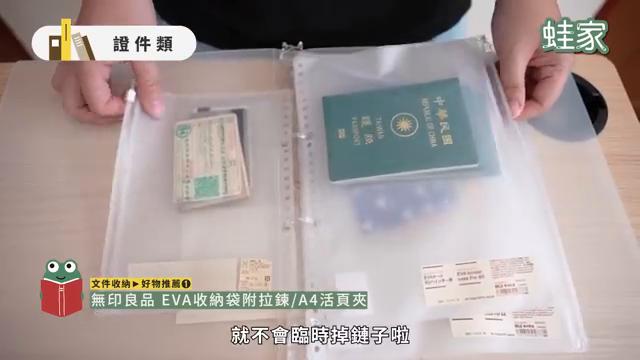 證件類
蛙家
中華民國
REPUBLIC OF CHINA
TAIWAN
護照
PASSPORT
文件收納▶好物推薦❶
無印良品 EVA收納袋附拉鍊/A4活頁夾
就不會臨時掉鏈子啦